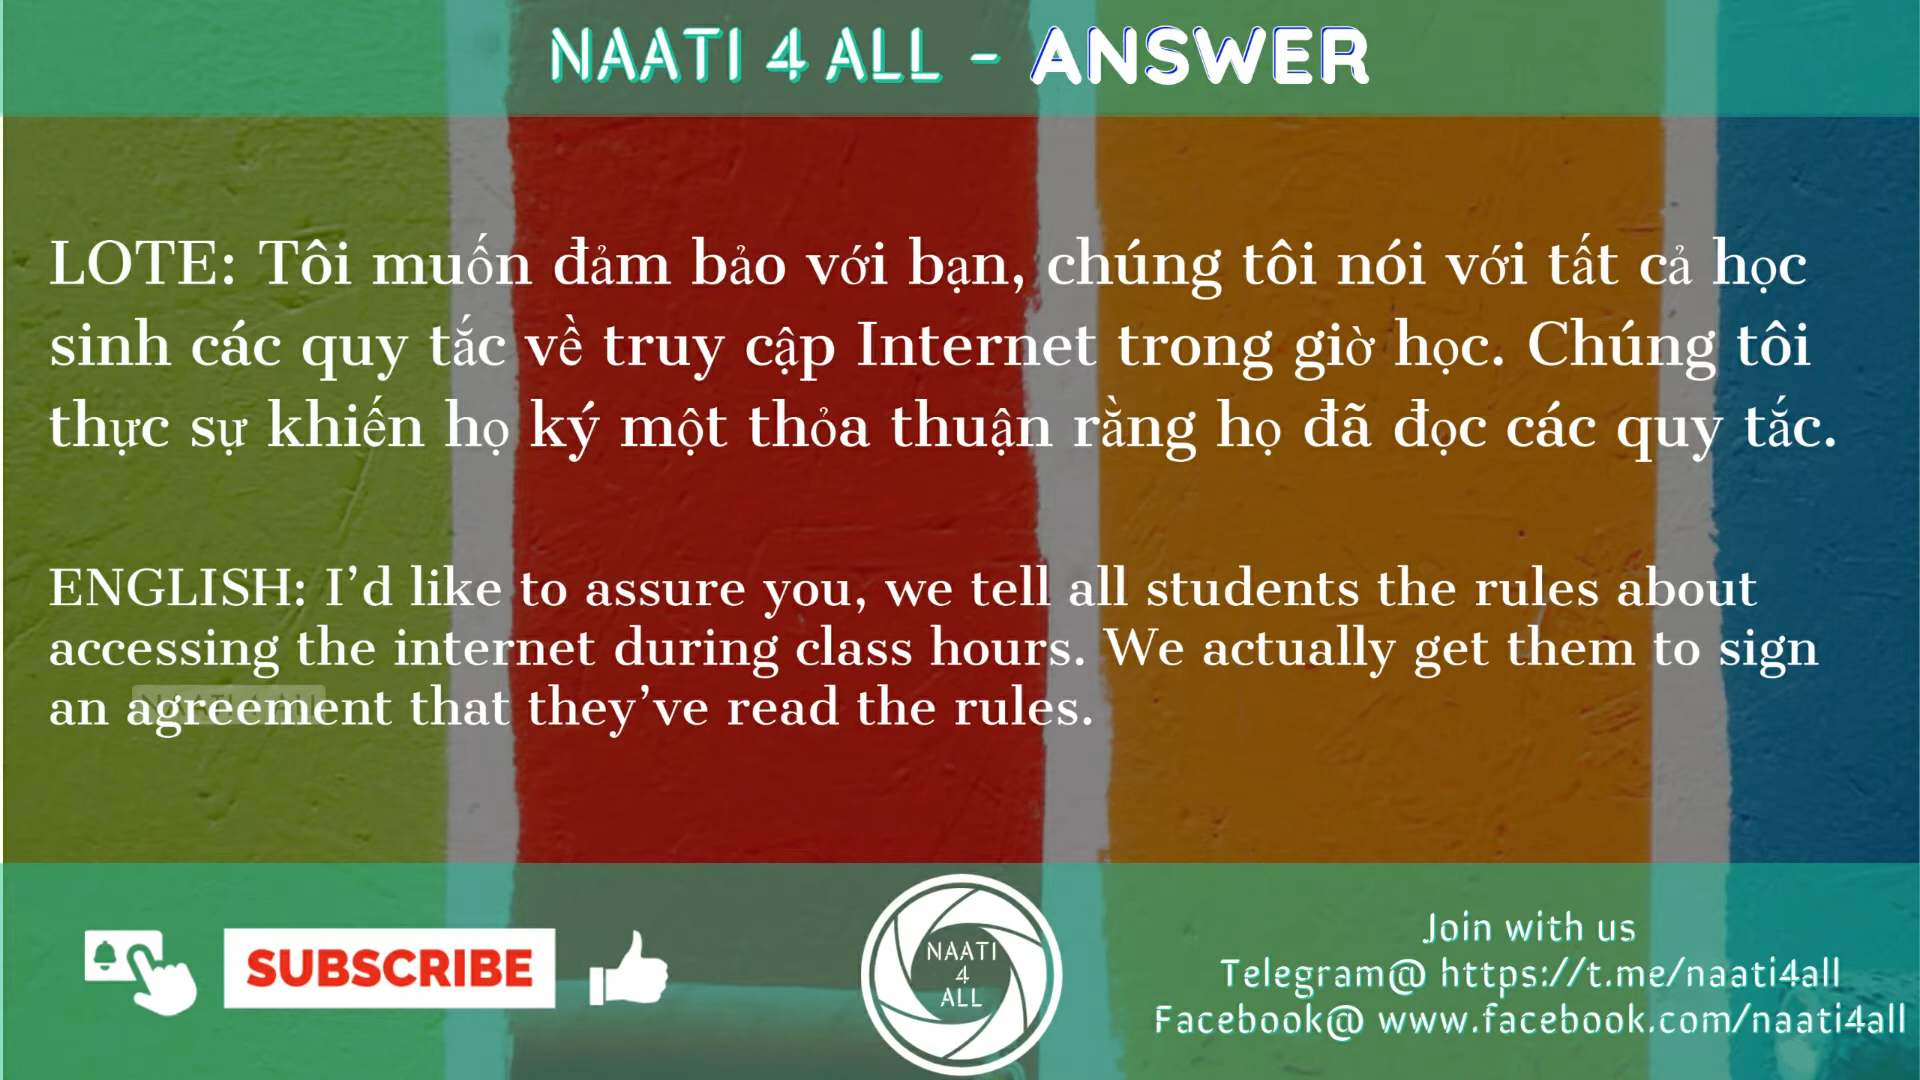 NAATI 4 ALL - ANSWER
LOTE: Tôi muốn đảm bảo với bạn, chúng tôi nói với tất cả học
sinh các quy tắc về truy cập Internet trong giờ học. Chúng tôi
thực sự khiến họ ký một thỏa thuận rằng họ đã đọc các quy tắc.
ENGLISH: I’d like to assure you, we tell all students the rules about
accessing the internet during class hours. We actually get them to sign
an agreement that they’ve read the rules.
NAATI 4 ALL
SUBSCRIBE
NAATI
4
ALL
Join with us
Telegram@ https://t.me/naati4all
Facebook@ www.facebook.com/naati4all